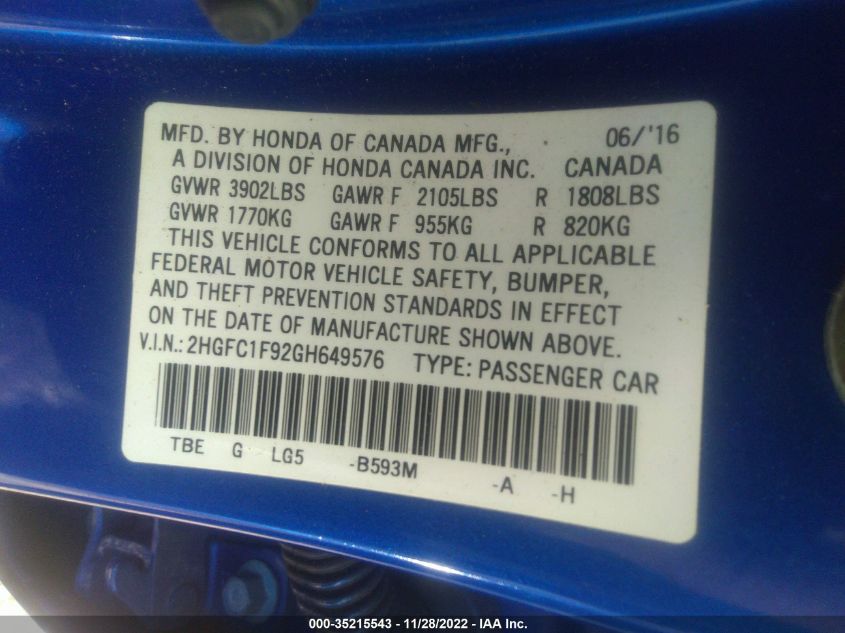 MFD. BY HONDA OF CANADA MFG., 06/'16
A DIVISION OF HONDA CANADA INC. CANADA
GVWR 3902LBS GAWR F 2105LBS R 1808LBS
GVWR 1770KG GAWR F 955KG R 820KG
THIS VEHICLE CONFORMS TO ALL APPLICABLE
FEDERAL MOTOR VEHICLE SAFETY, BUMPER,
AND THEFT PREVENTION STANDARDS IN EFFECT
ON THE DATE OF MANUFACTURE SHOWN ABOVE.
V.I.N.: 2HGFC1F92GH649576 TYPE: PASSENGER CAR
TBE G LG5 -B593M -A -H
000-35215543 - 11/28/2022 - IAA Inc.